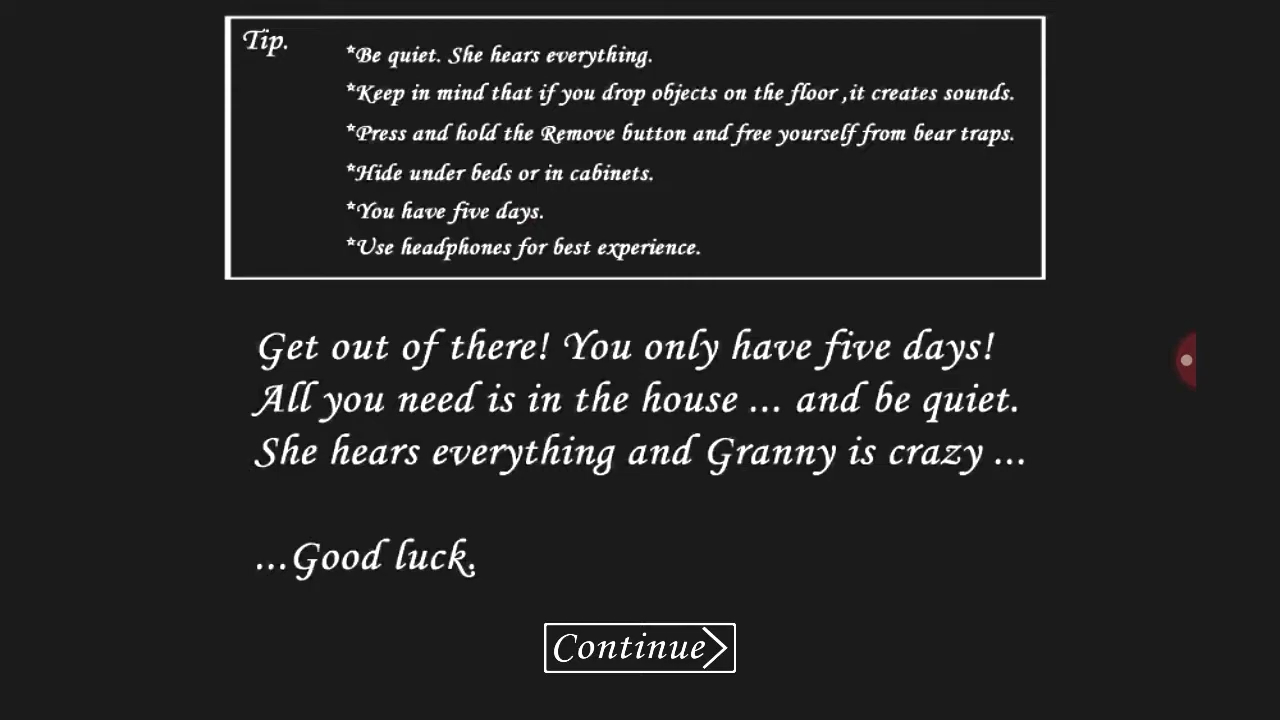 Tip.
*Be quiet. She hears everything.
*Keep in mind that if you drop objects on the floor ,it creates sounds.
*Press and hold the Remove button and free yourself from bear traps.
*Hide under beds or in cabinets.
*You have five days.
*Use headphones for best experience.
Get out of there! You only have five days!
All you need is in the house ... and be quiet.
She hears everything and Granny is crazy ...
...Good luck.
Continue>